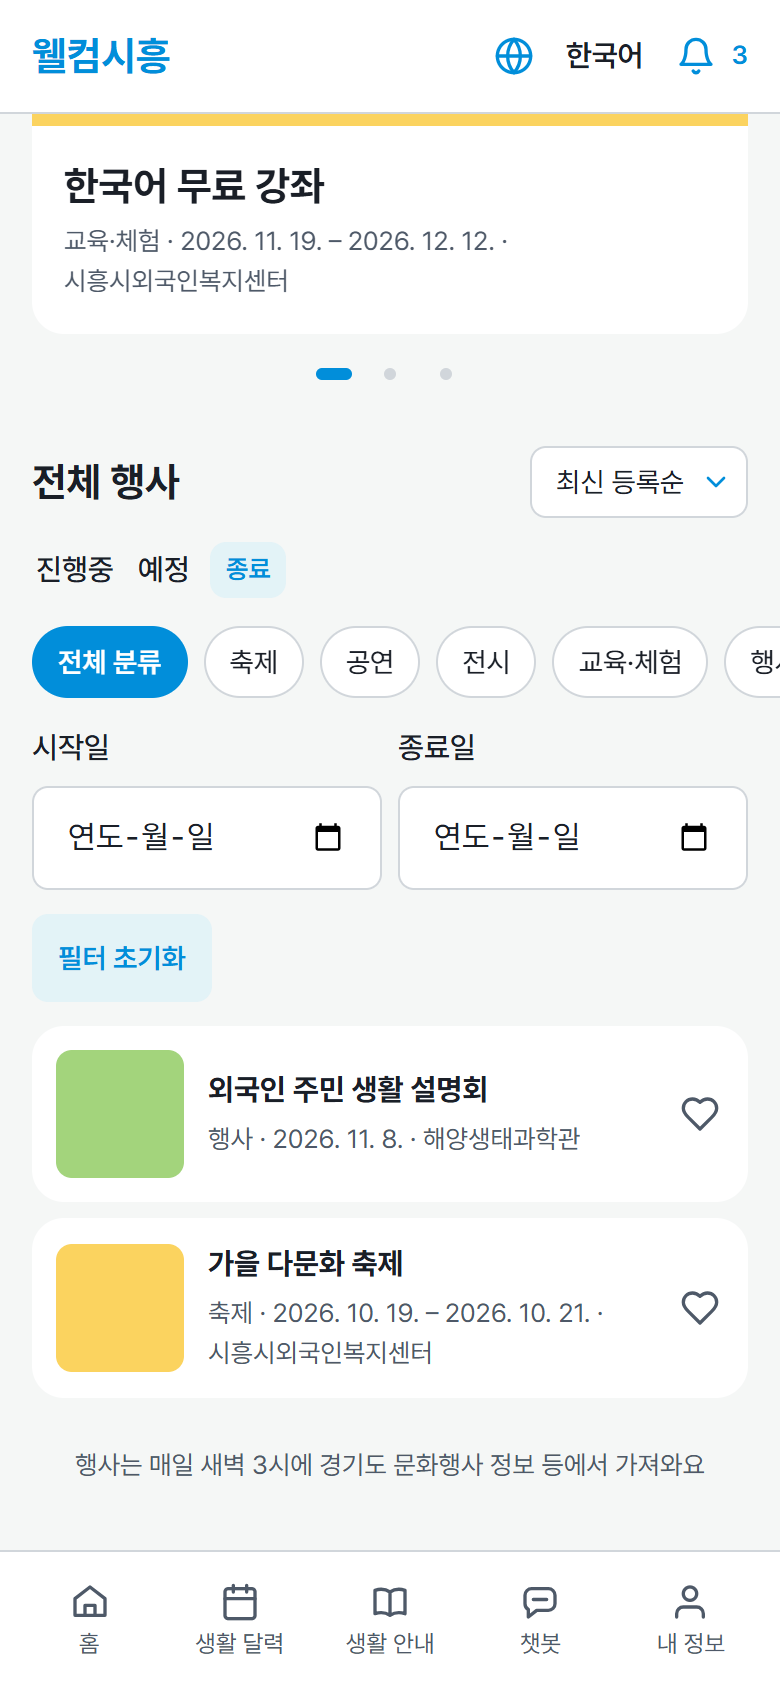 웰컴시흥
한국어
3
한국어 무료 강좌
교육·체험 · 2026. 11. 19. – 2026. 12. 12. ·
시흥시외국인복지센터
전체 행사
최신 등록순
진행중 예정 종료
전체 분류 축제 공연 전시 교육·체험
시작일 종료일
연도-월-일 연도-월-일
필터 초기화
외국인 주민 생활 설명회
행사 · 2026. 11. 8. · 해양생태과학관
가을 다문화 축제
축제 · 2026. 10. 19. – 2026. 10. 21. ·
시흥시외국인복지센터
행사는 매일 새벽 3시에 경기도 문화행사 정보 등에서 가져와요
홈 생활 달력 생활 안내 챗봇 내 정보